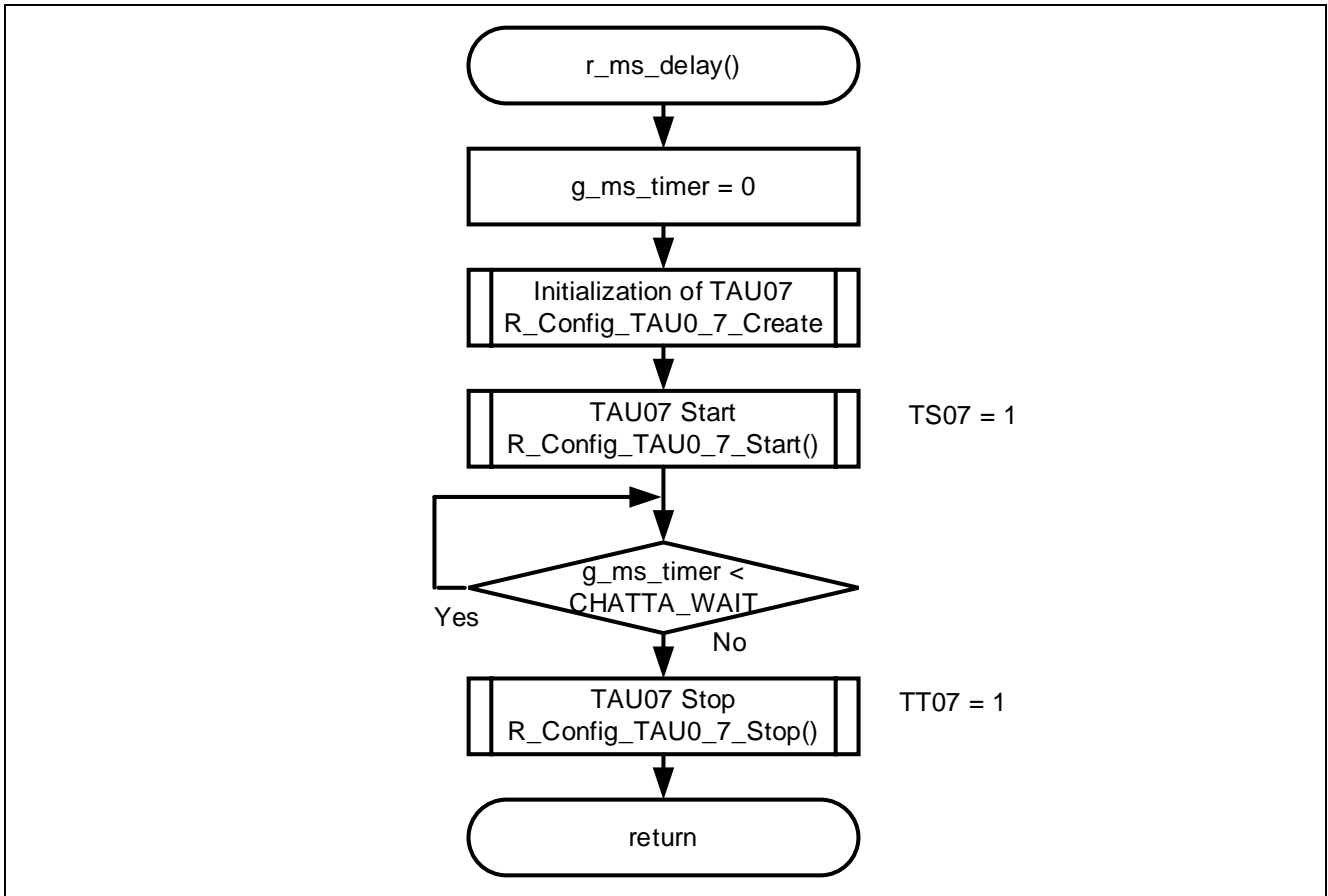 r_ms_delay()
g_ms_timer = 0
Initialization of TAU07
R_Config_TAU0_7_Create
TAU07 Start
R_Config_TAU0_7_Start()
TS07 = 1
g_ms_timer <
CHATTA_WAIT
Yes
No
TAU07 Stop
R_Config_TAU0_7_Stop()
TT07 = 1
return